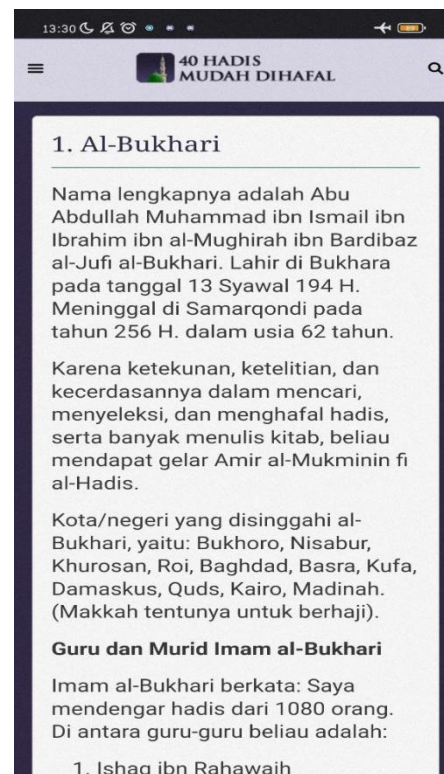 13:30
40 HADIS
MUDAH DIHAFAL
1. Al-Bukhari
Nama lengkapnya adalah Abu
Abdullah Muhammad ibn Ismail ibn
Ibrahim ibn al-Mughirah ibn Bardibaz
al-Jufi al-Bukhari. Lahir di Bukhara
pada tanggal 13 Syawal 194 H.
Meninggal di Samarqondi pada
tahun 256 H. dalam usia 62 tahun.
Karena ketekunan, ketelitian, dan
kecerdasannya dalam mencari,
menyeleksi, dan menghafal hadis,
serta banyak menulis kitab, beliau
mendapat gelar Amir al-Mukminin fi
al-Hadis.
Kota/negeri yang disinggahi al-
Bukhari, yaitu: Bukhoro, Nisabur,
Khurosan, Roi, Baghdad, Basra, Kufa,
Damaskus, Quds, Kairo, Madinah.
(Makkah tentunya untuk berhaji).
Guru dan Murid Imam al-Bukhari
Imam al-Bukhari berkata: Saya
mendengar hadis dari 1080 orang.
Di antara guru-guru beliau adalah:
1. Ishaq ibn Rahawaih